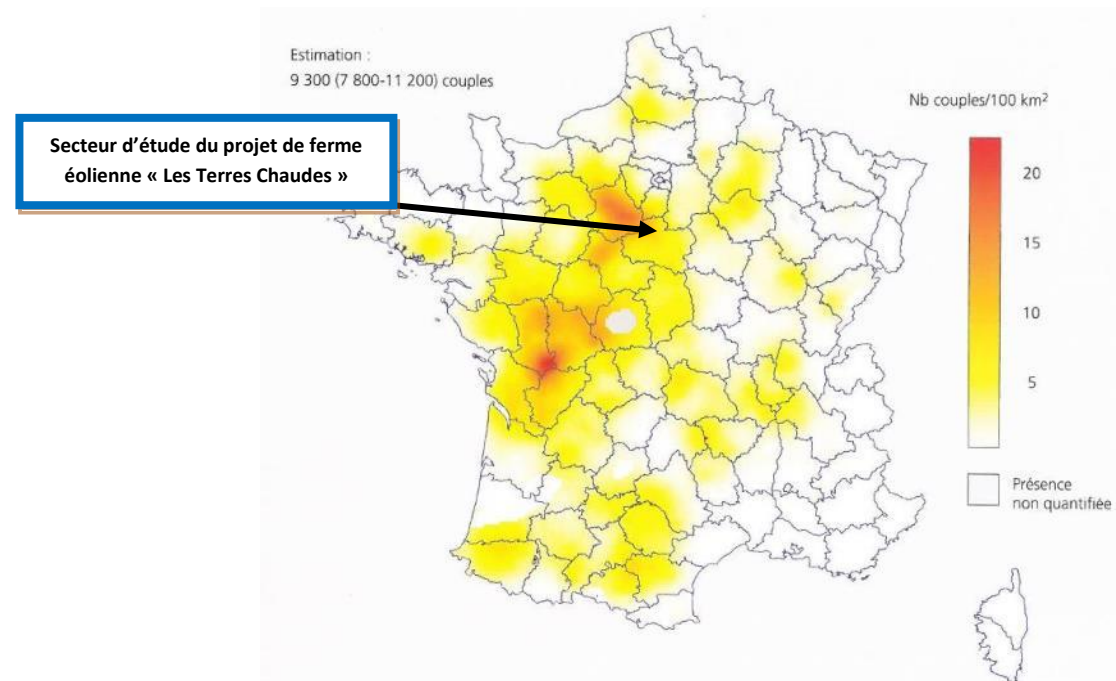 Estimation :
9 300 (7 800-11 200) couples
Nb couples/100 km²
Secteur d’étude du projet de ferme
éolienne « Les Terres Chaudes »
20
15
10
5
Présence
non quantifiée